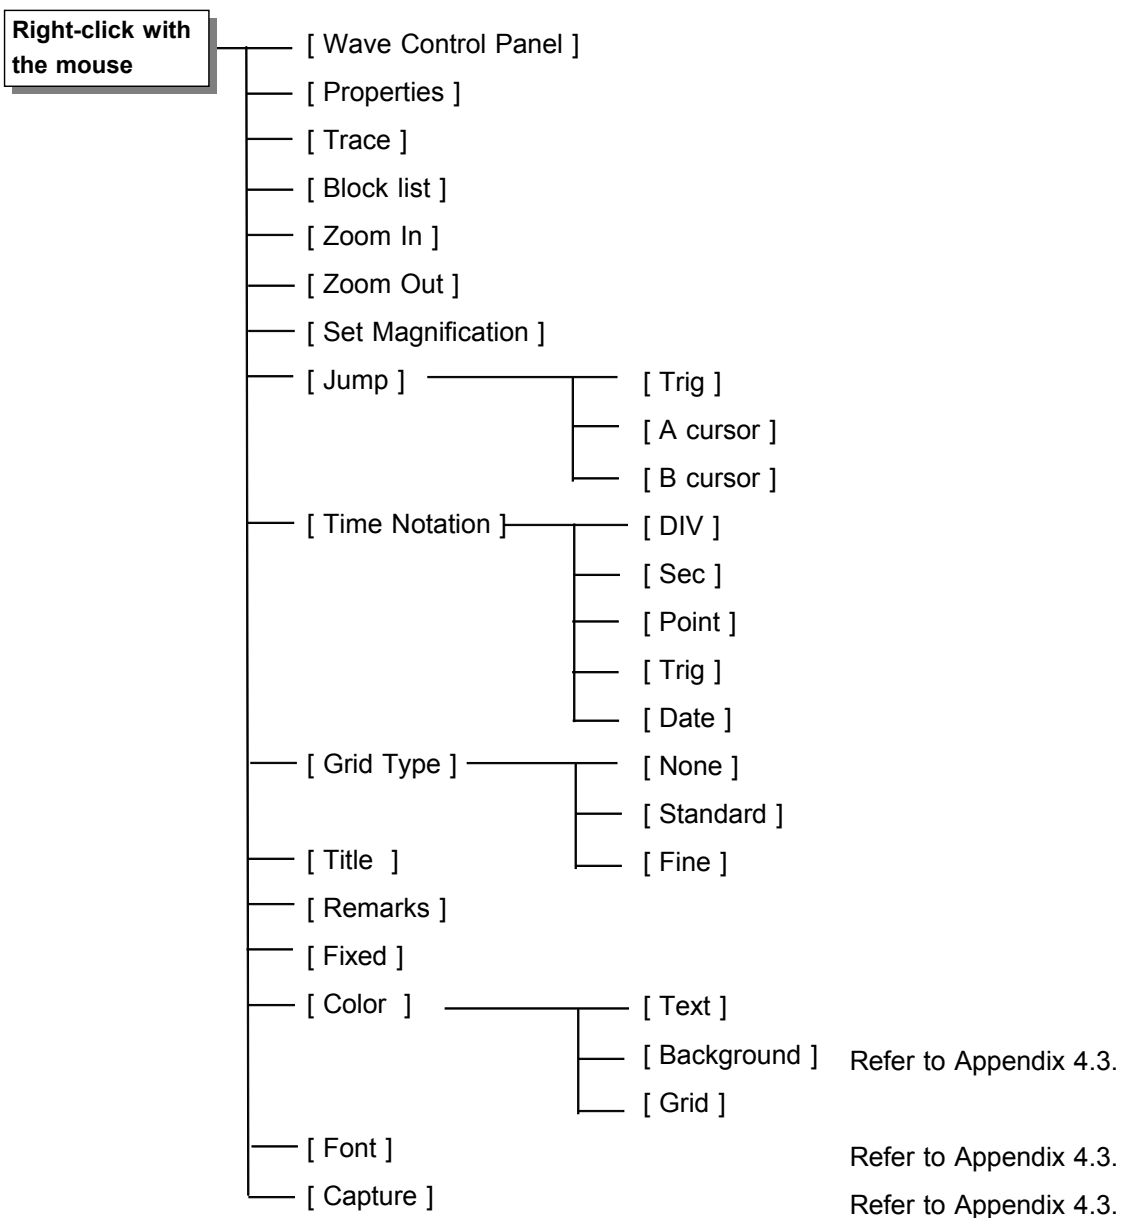 Right-click with
the mouse
[ Wave Control Panel ]
[ Properties ]
[ Trace ]
[ Block list ]
[ Zoom In ]
[ Zoom Out ]
[ Set Magnification ]
[ Jump ] [ Trig ]
[ A cursor ]
[ B cursor ]
[ Time Notation ] [ DIV ]
[ Sec ]
[ Point ]
[ Trig ]
[ Date ]
[ Grid Type ] [ None ]
[ Standard ]
[ Title ] [ Fine ]
[ Remarks ]
[ Fixed ]
[ Color ] [ Text ]
[ Background ] Refer to Appendix 4.3.
[ Grid ]
[ Font ] Refer to Appendix 4.3.
[ Capture ] Refer to Appendix 4.3.